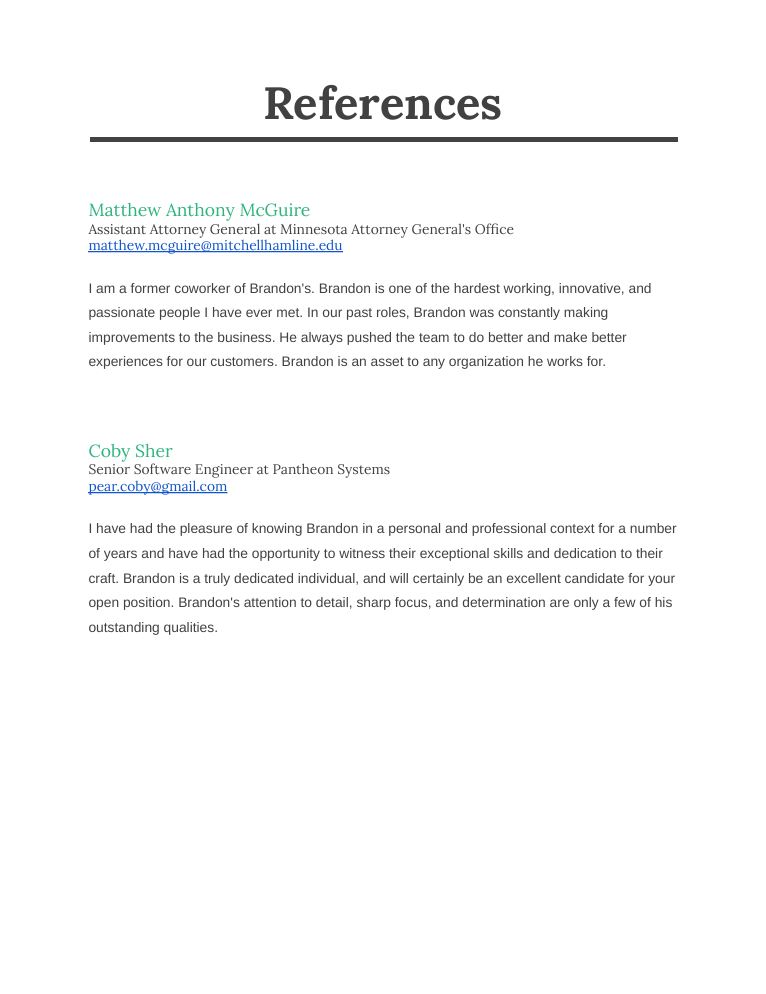 References
Matthew Anthony McGuire
Assistant Attorney General at Minnesota Attorney General's Office
matthew.mcguire@mitchellhamline.edu
I am a former coworker of Brandon's. Brandon is one of the hardest working, innovative, and
passionate people I have ever met. In our past roles, Brandon was constantly making
improvements to the business. He always pushed the team to do better and make better
experiences for our customers. Brandon is an asset to any organization he works for.
Coby Sher
Senior Software Engineer at Pantheon Systems
pear.coby@gmail.com
I have had the pleasure of knowing Brandon in a personal and professional context for a number
of years and have had the opportunity to witness their exceptional skills and dedication to their
craft. Brandon is a truly dedicated individual, and will certainly be an excellent candidate for your
open position. Brandon's attention to detail, sharp focus, and determination are only a few of his
outstanding qualities.